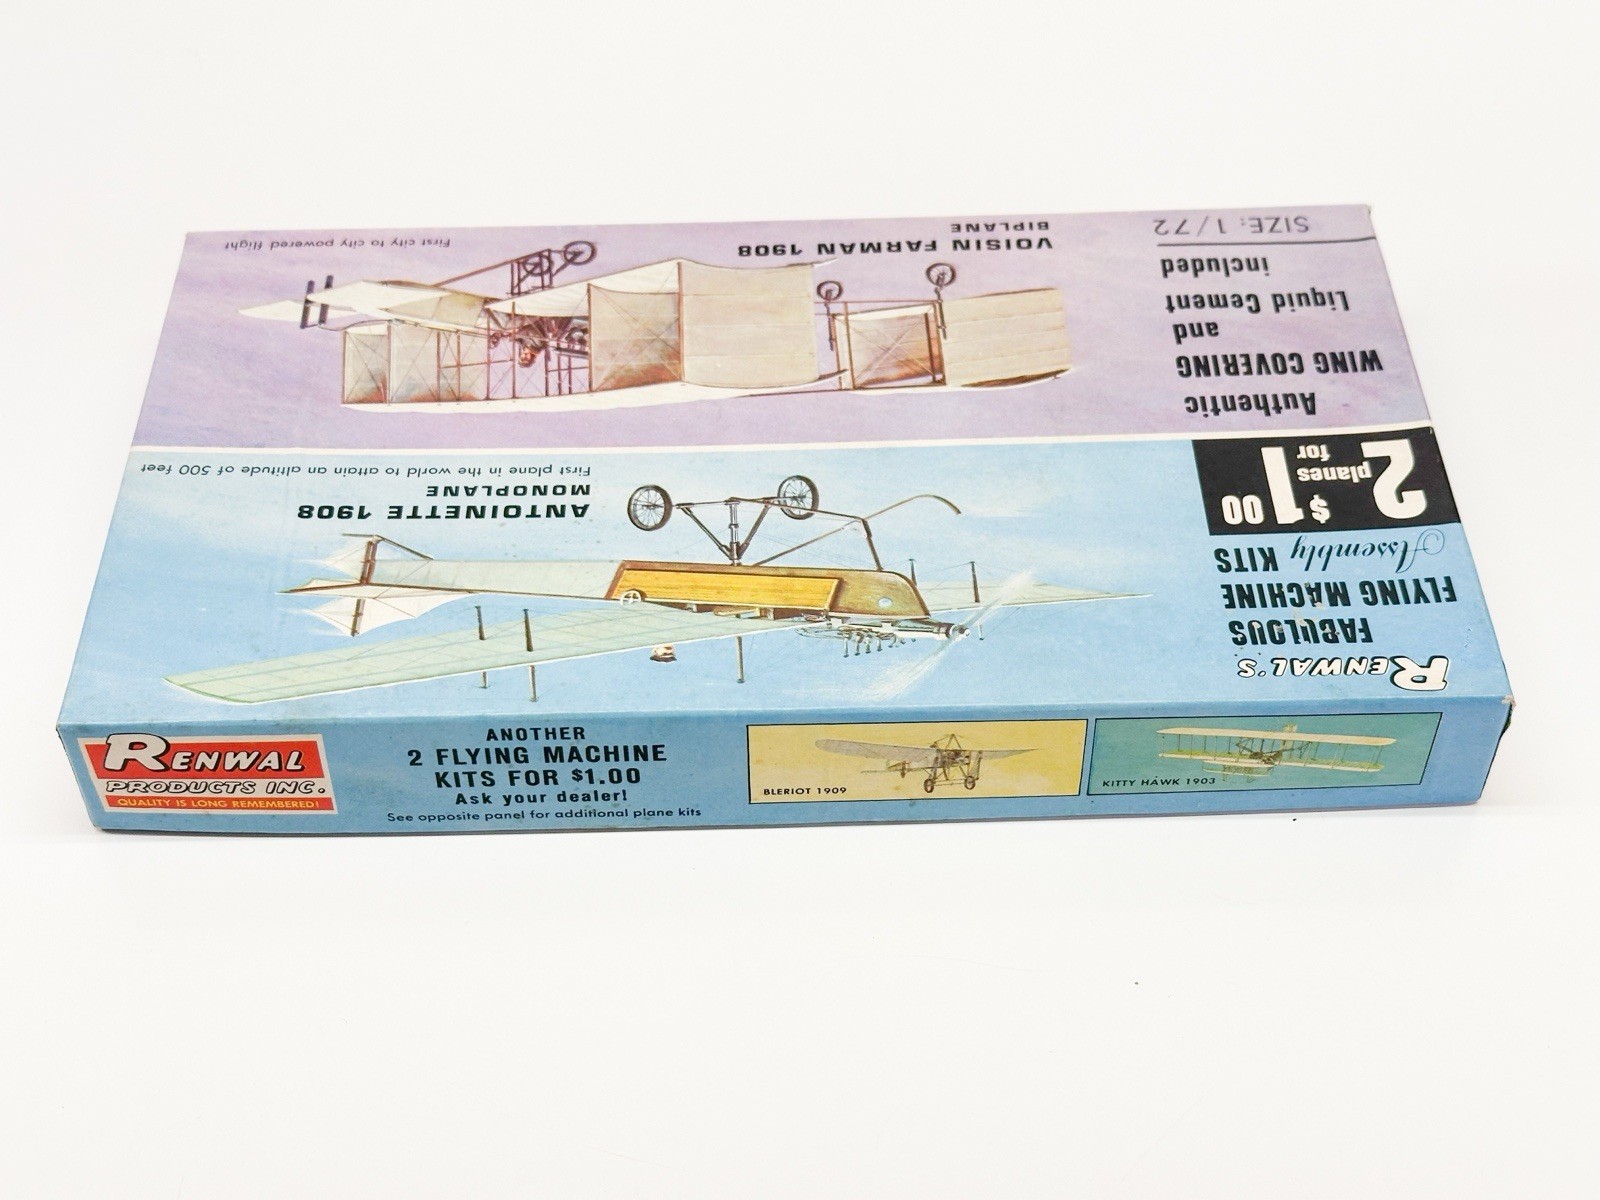 RENWAL'S
FABULOUS
FLYING MACHINE
Assembly KITS
2 planes for $1.00
Authentic
WING COVERING
and
Liquid Cement
included
SIZE: 1/72
ANTOINETTE 1908
MONOPLANE
First plane in the world to attain an altitude of 500 feet
VOISIN FARMAN 1908
BIPLANE
First city to city powered flight
RENWAL
PRODUCTS INC.
QUALITY IS LONG REMEMBERED!
ANOTHER
2 FLYING MACHINE
KITS FOR $1.00
Ask your dealer!
See opposite panel for additional plane kits
BLERIOT 1909
KITTY HAWK 1903